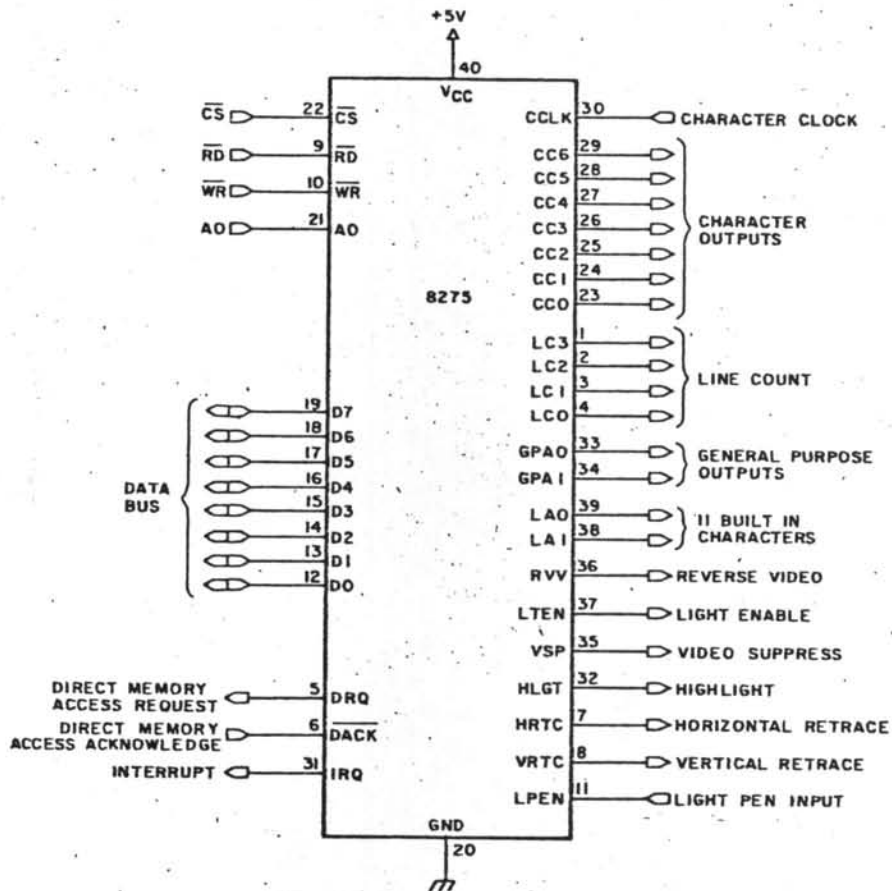 +5V
40
VCC
CS 22 CS
RD 9 RD
WR 10 WR
AO 21 AO
8275
DATA
BUS
19 D7
18 D6
17 D5
16 D4
15 D3
14 D2
13 D1
12 D0
DIRECT MEMORY
ACCESS REQUEST
5 DRQ
DIRECT MEMORY
ACCESS ACKNOWLEDGE
6 DACK
INTERRUPT 31 IRQ
CCLK 30 CHARACTER CLOCK
CC6 29
CC5 28
CC4 27
CC3 26
CC2 25
CC1 24
CC0 23
CHARACTER
OUTPUTS
LC3 1
LC2 2
LC1 3
LC0 4
LINE COUNT
GPA0 33
GPA1 34
GENERAL PURPOSE
OUTPUTS
LA0 39
LA1 38
11 BUILT IN
CHARACTERS
RVV 36 REVERSE VIDEO
LTEN 37 LIGHT ENABLE
VSP 35 VIDEO SUPPRESS
HLGT 32 HIGHLIGHT
HRTC 7 HORIZONTAL RETRACE
VRTC 8 VERTICAL RETRACE
LPEN 11 LIGHT PEN INPUT
GND
20